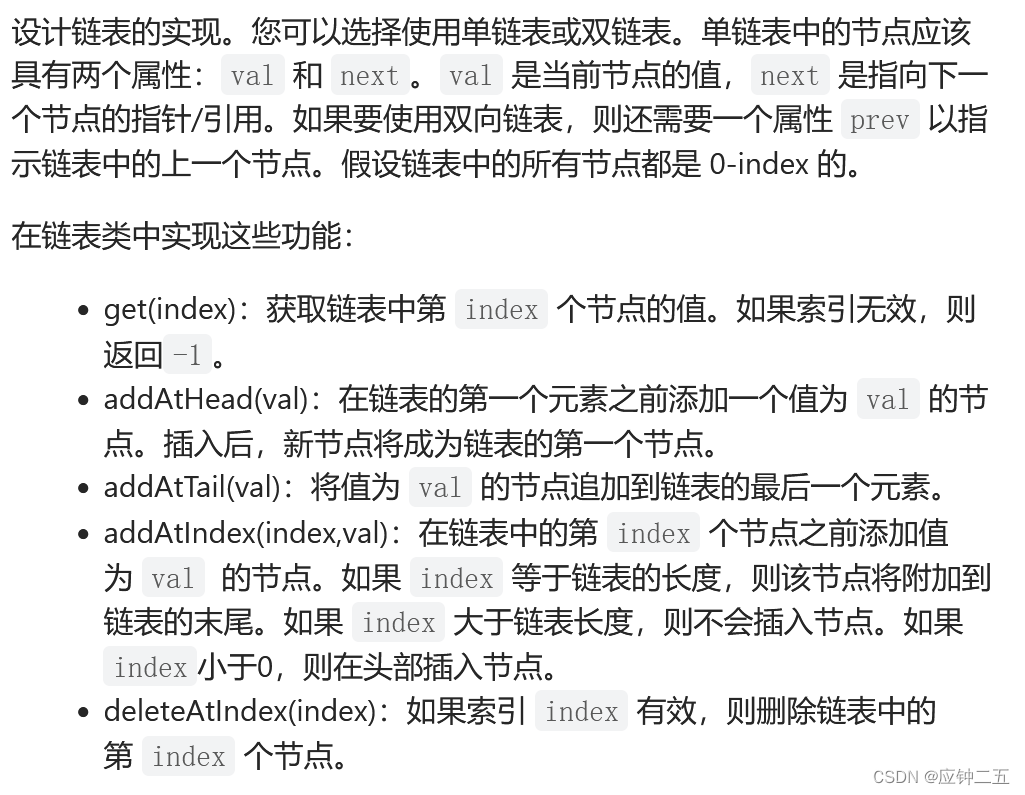 设计链表的实现。您可以选择使用单链表或双链表。单链表中的节点应该
具有两个属性：val 和 next 。val 是当前节点的值，next 是指向下一
个节点的指针/引用。如果要使用双向链表，则还需要一个属性 prev 以指
示链表中的上一个节点。假设链表中的所有节点都是 0-index 的。
在链表类中实现这些功能：
• get(index)：获取链表中第 index 个节点的值。如果索引无效，则
返回 -1 。
• addAtHead(val)：在链表的第一个元素之前添加一个值为 val 的节
点。插入后，新节点将成为链表的第一个节点。
• addAtTail(val)：将值为 val 的节点追加到链表的最后一个元素。
• addAtIndex(index,val)：在链表中的第 index 个节点之前添加值
为 val 的节点。如果 index 等于链表的长度，则该节点将附加到
链表的末尾。如果 index 大于链表长度，则不会插入节点。如果
index 小于0，则在头部插入节点。
• deleteAtIndex(index)：如果索引 index 有效，则删除链表中的
第 index 个节点。
CSDN @应钟二五